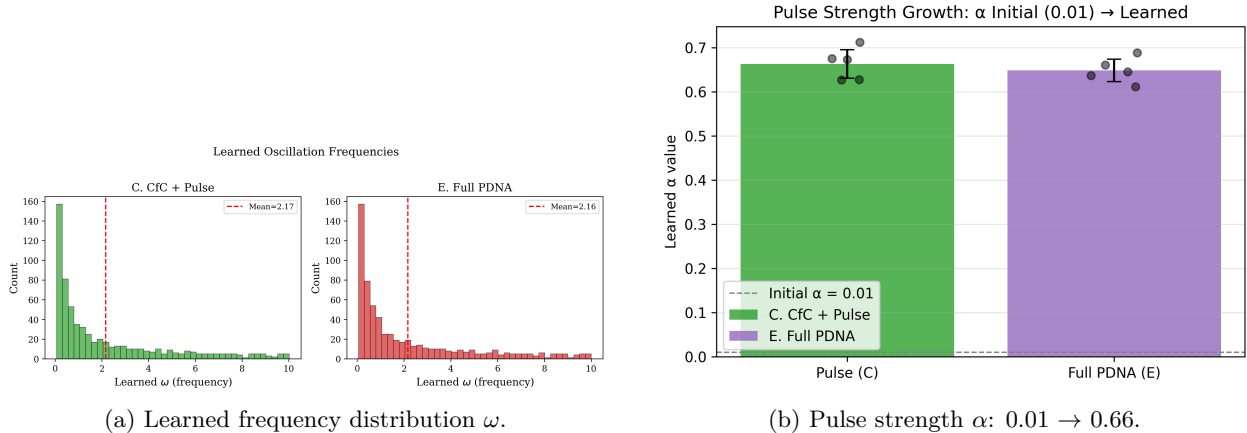 Learned Oscillation Frequencies
C. CfC + Pulse
160
140
120
100
80
60
40
20
0
Count
Mean=2.17
0 2 4 6 8 10
Learned ω (frequency)
E. Full PDNA
160
140
120
100
80
60
40
20
0
Count
Mean=2.16
0 2 4 6 8 10
Learned ω (frequency)
(a) Learned frequency distribution ω.
Pulse Strength Growth: α Initial (0.01) → Learned
0.7
0.6
0.5
0.4
0.3
0.2
0.1
0.0
Learned α value
Initial α = 0.01
C. CfC + Pulse
E. Full PDNA
Pulse (C) Full PDNA (E)
(b) Pulse strength α: 0.01 → 0.66.